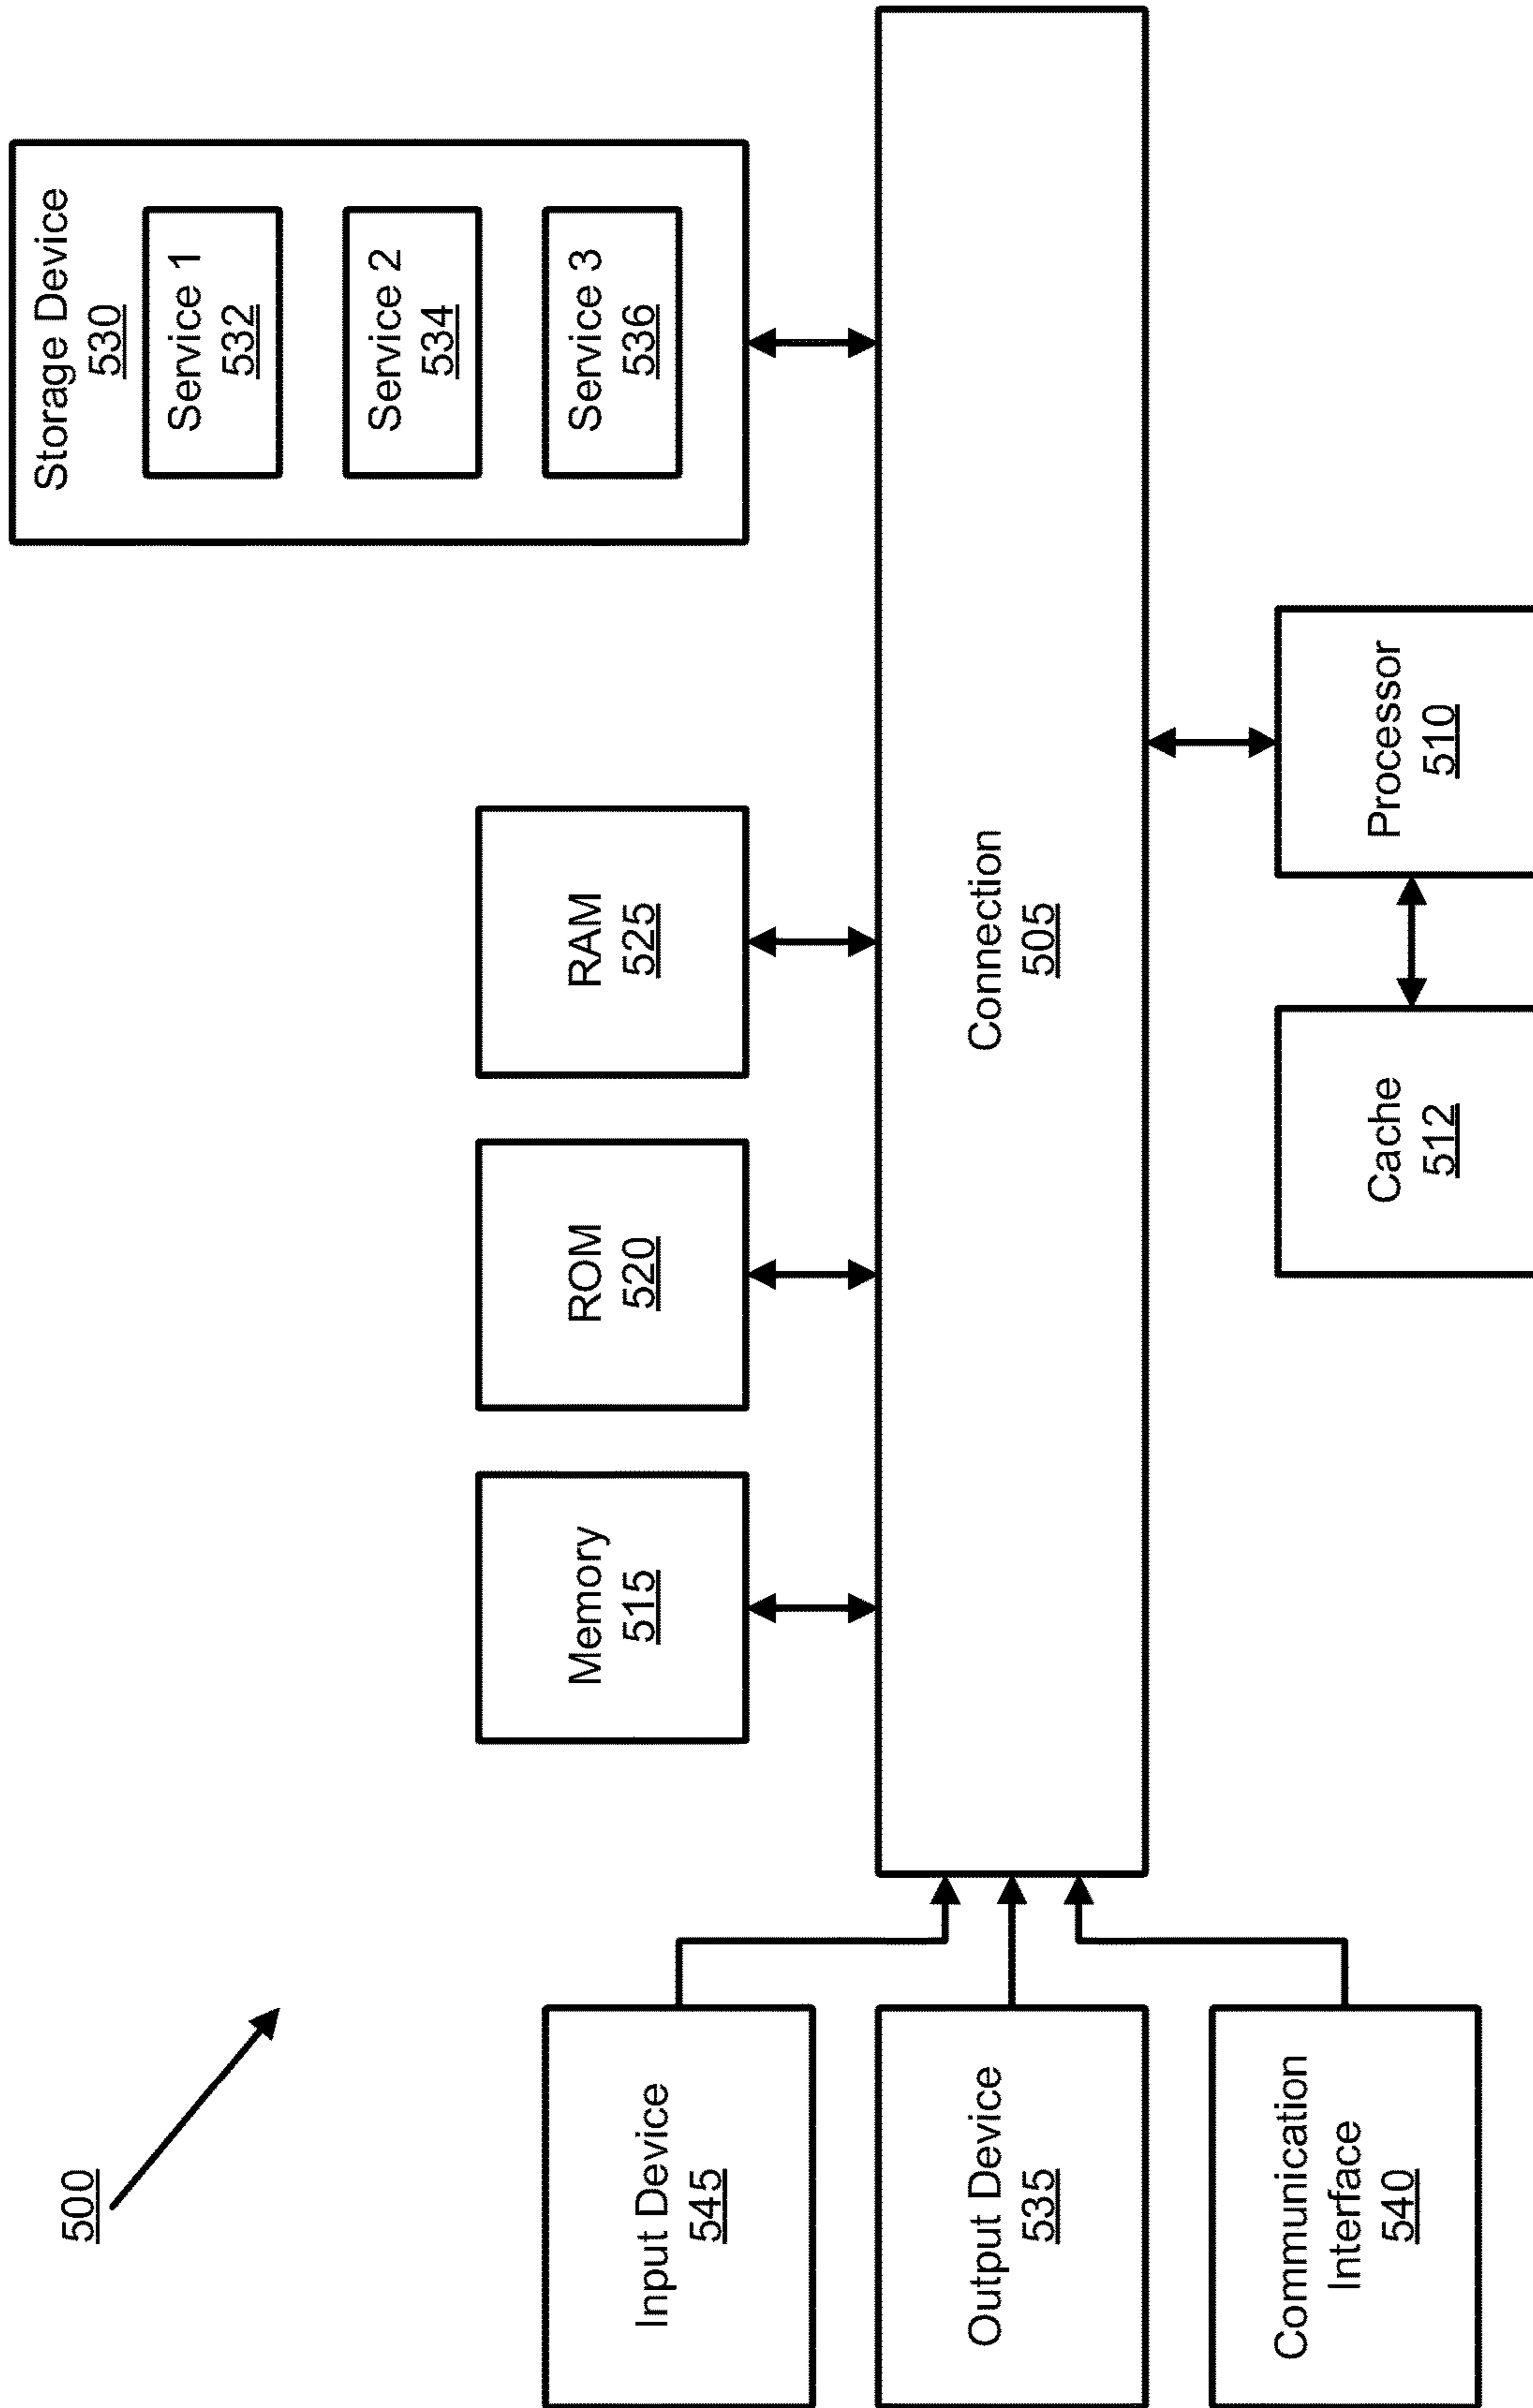 500
Input Device
545
Output Device
535
Communication
Interface
540
Memory
515
ROM
520
RAM
525
Storage Device
530
Service 1
532
Service 2
534
Service 3
536
Connection
505
Cache
512
Processor
510